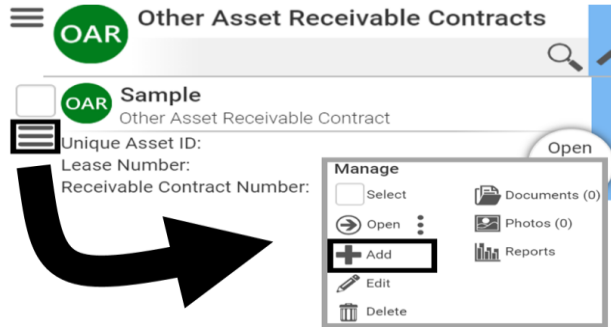 OAR Other Asset Receivable Contracts
OAR Sample
Other Asset Receivable Contract
Unique Asset ID:
Lease Number:
Receivable Contract Number:
Open
Manage
Select Documents (0)
Open Photos (0)
Add Reports
Edit
Delete